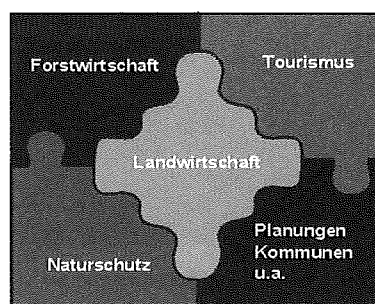 Forstwirtschaft
Tourismus
Landwirtschaft
Naturschutz
Planungen
Kommunen
u.a.